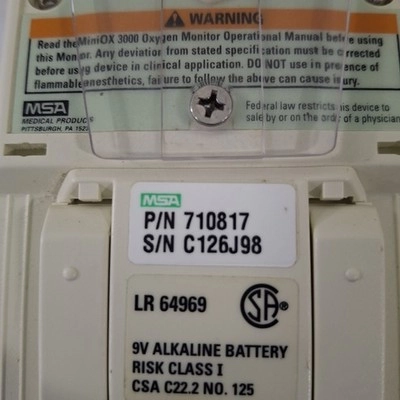 WARNING
Read the MiniOX 3000 Oxygen Monitor Operational Manual before using
this Monitor. Any deviation from stated specification must be corrected
before using device in clinical application. DO NOT use in presence of
flammable anesthetics, failure to follow the above can cause injury.
MSA
MEDICAL PRODUCTS
PITTSBURGH, PA
Federal law restricts this device to
sale by or on the order of a physician
MSA
P/N 710817
S/N C126J98
LR 64969
CSA
®
9V ALKALINE BATTERY
RISK CLASS I
CSA C22.2 NO. 125